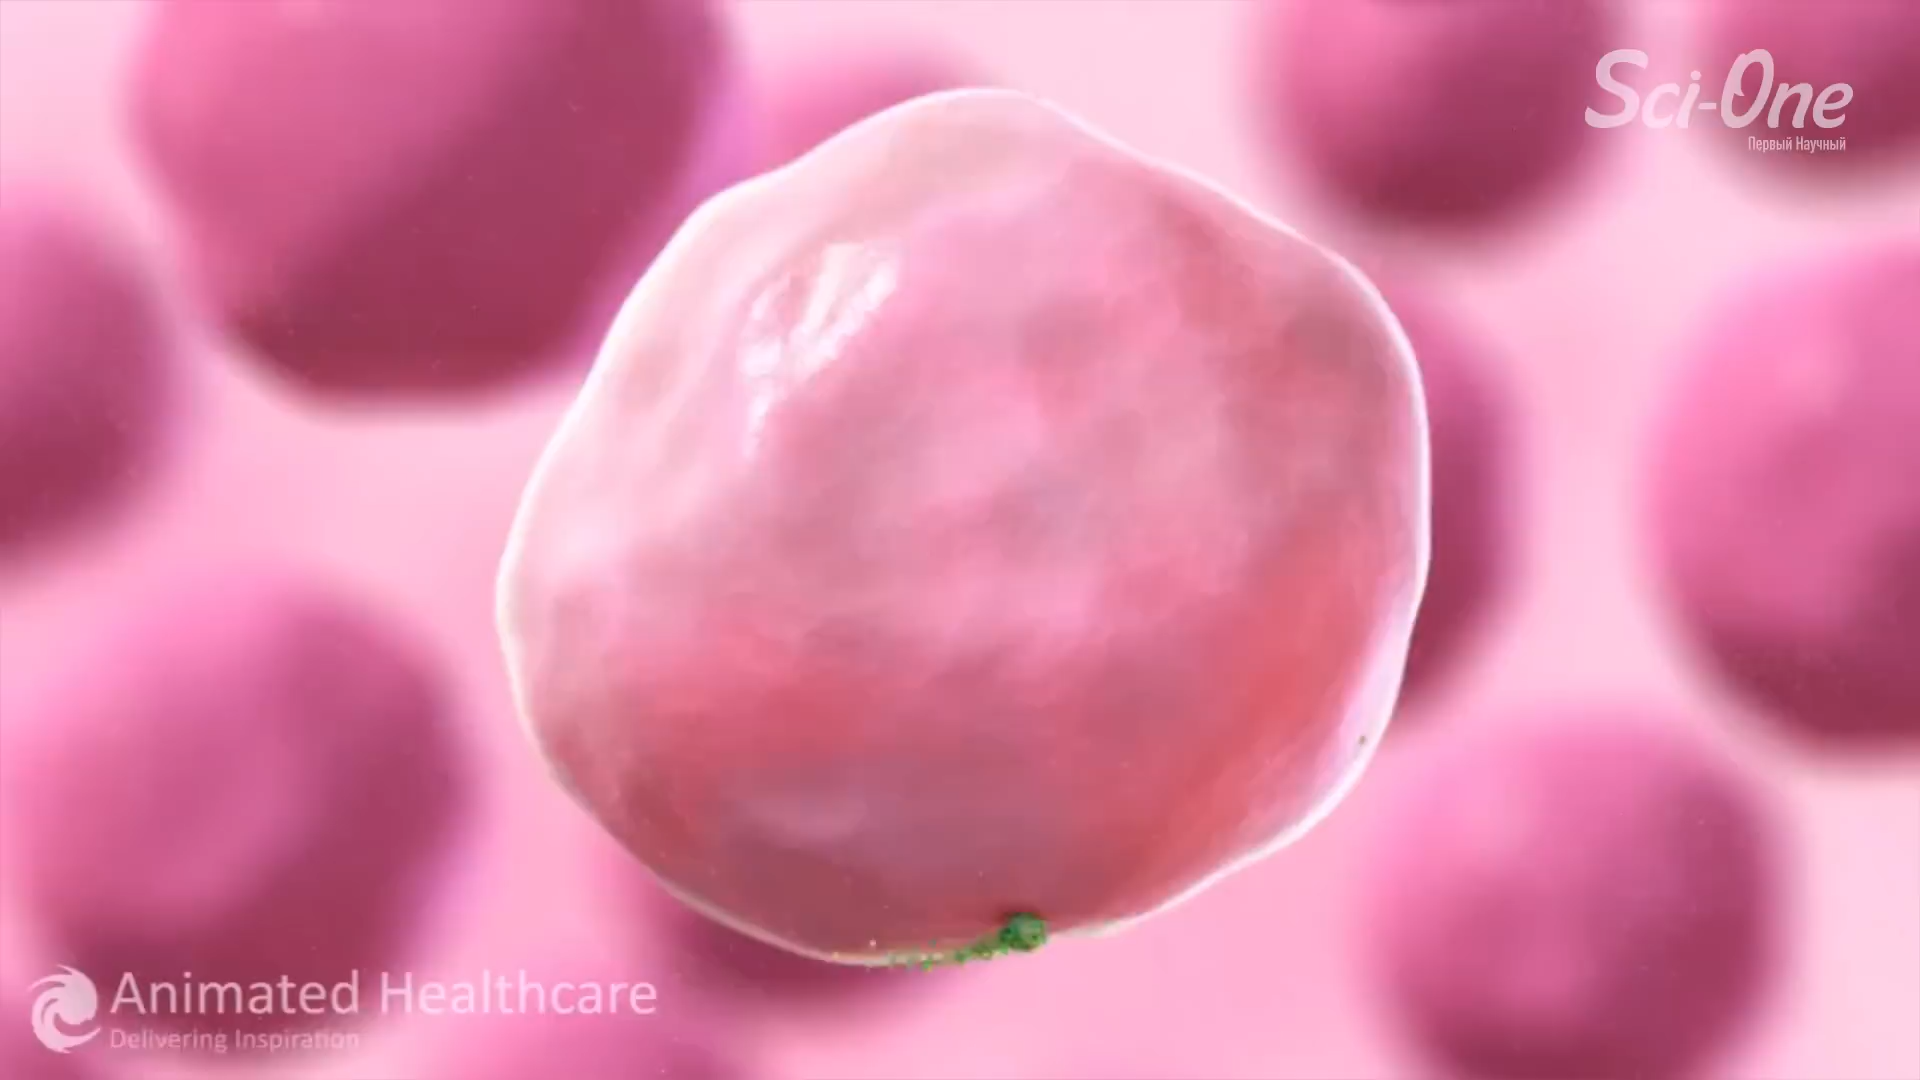 Sci-One
Первый Научный
Animated Healthcare
Delivering Inspiration